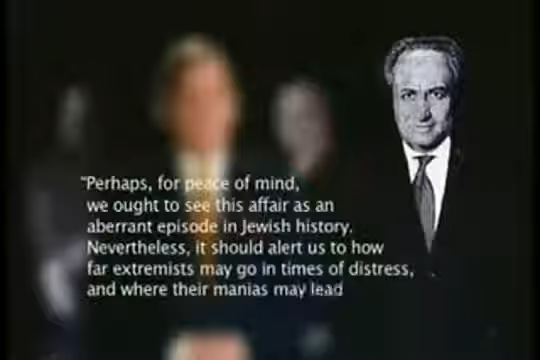 "Perhaps, for peace of mind,
we ought to see this affair as an
aberrant episode in Jewish history.
Nevertheless, it should alert us to how
far extremists may go in times of distress,
and where their manias may lead